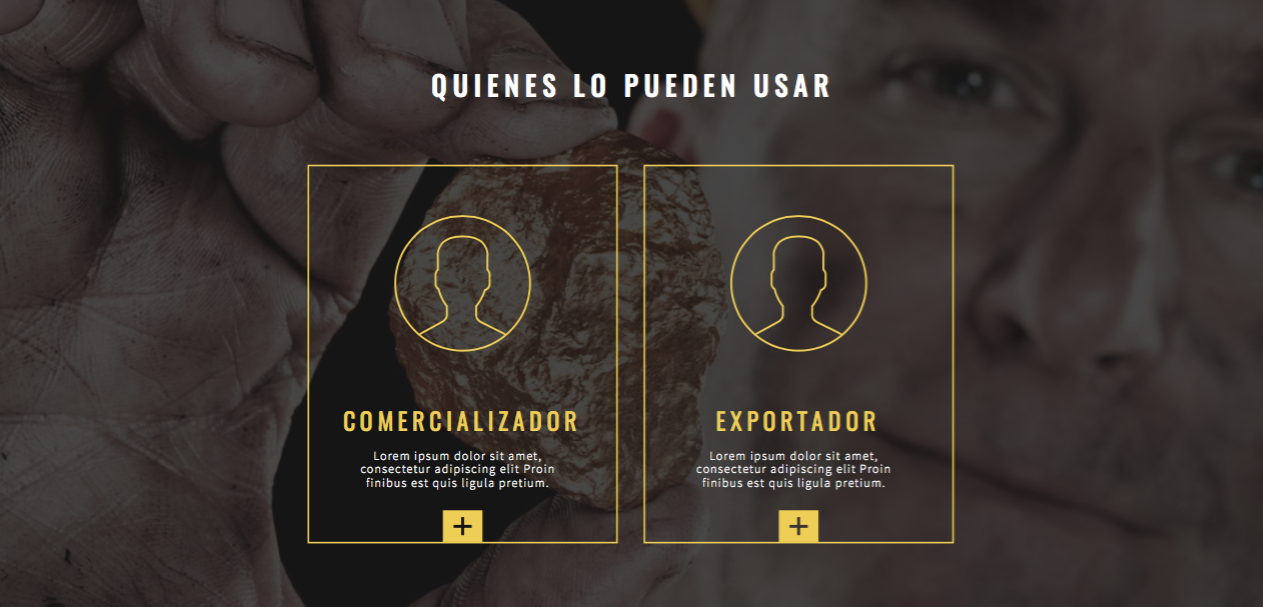 QUIENES LO PUEDEN USAR
COMERCIALIZADOR
Lorem ipsum dolor sit amet,
consectetur adipiscing elit Proin
finibus est quis ligula pretium.
+
EXPORTADOR
Lorem ipsum dolor sit amet,
consectetur adipiscing elit Proin
finibus est quis ligula pretium.
+